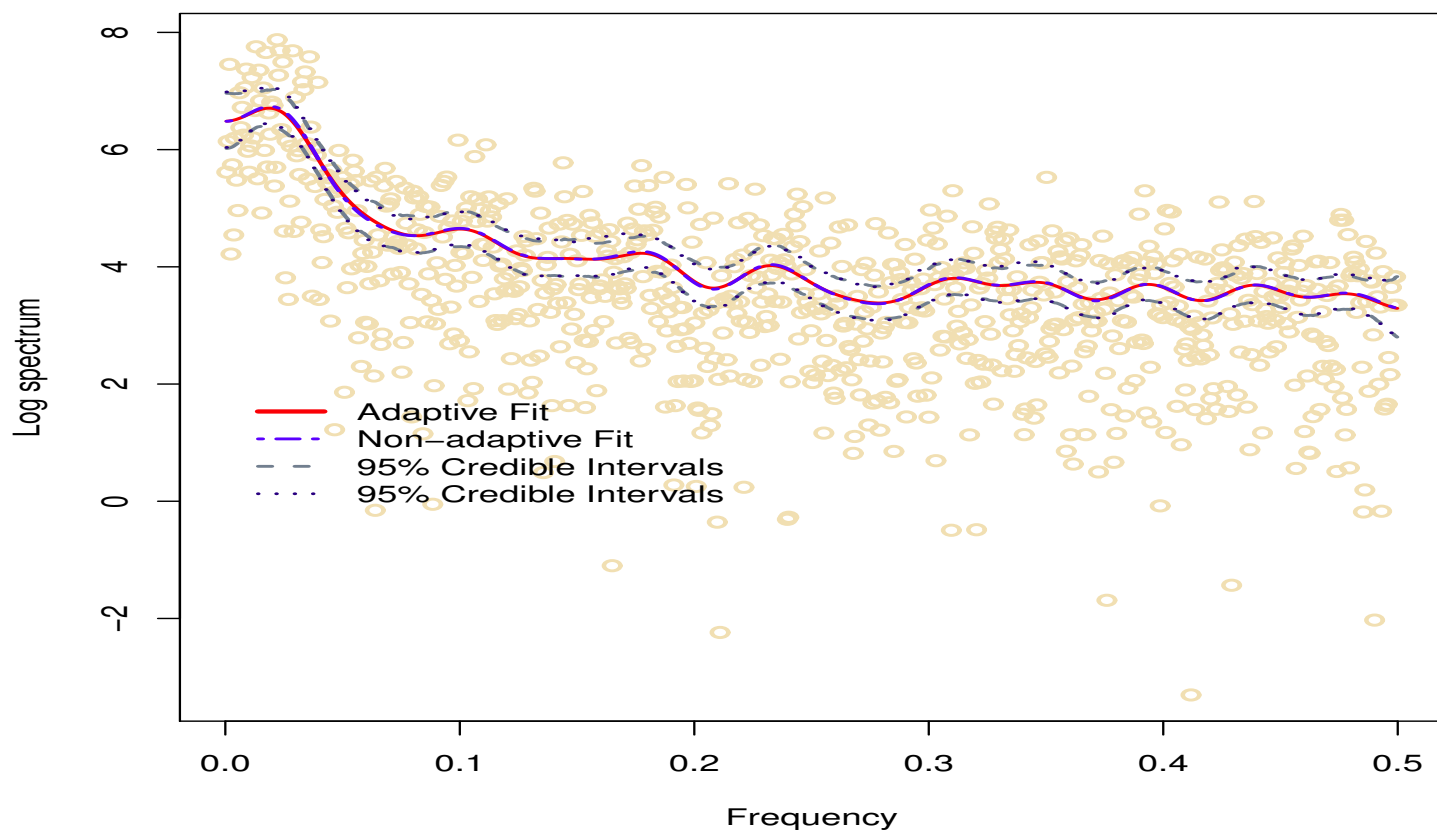 Log spectrum
8
6
4
2
0
−2
Adaptive Fit
Non−adaptive Fit
95% Credible Intervals
95% Credible Intervals
0.0 0.1 0.2 0.3 0.4 0.5
Frequency